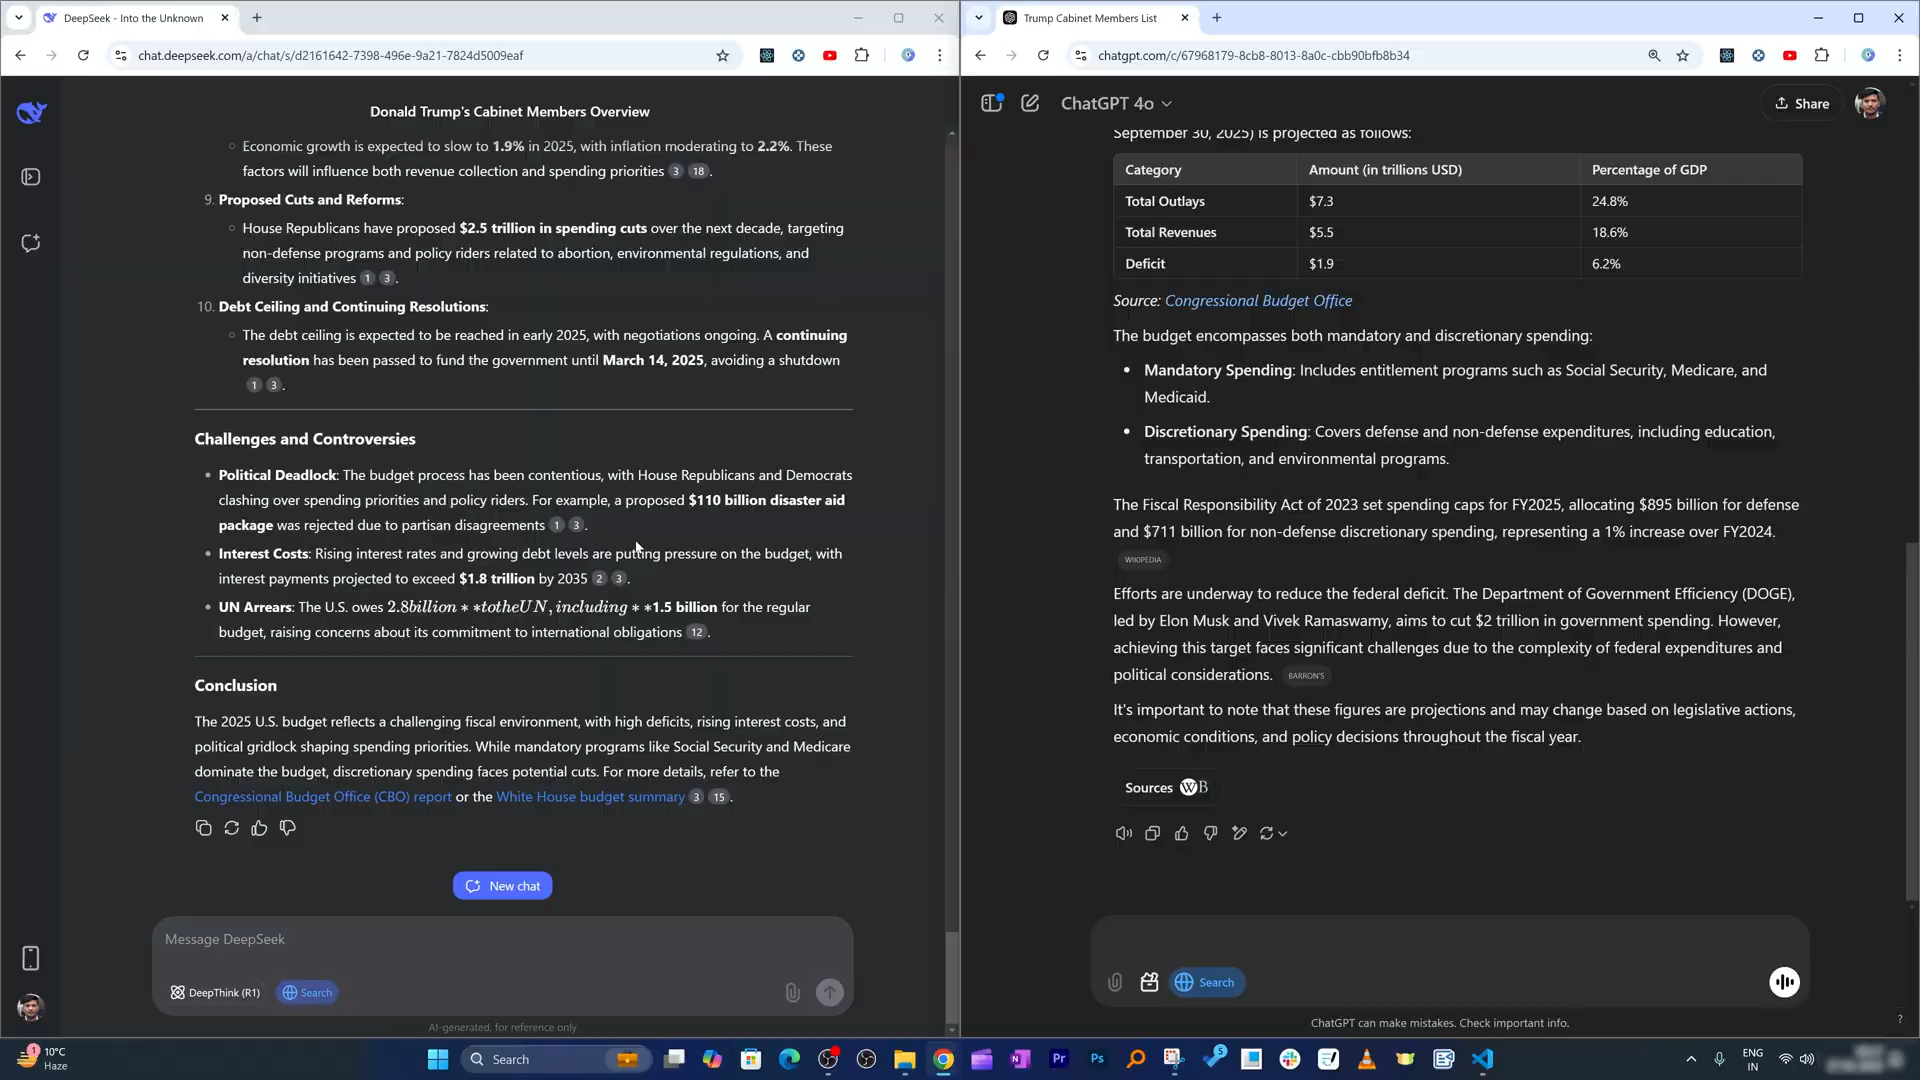 DeepSeek - Into the Unknown
chat.deepseek.com/a/chat/s/d2161642-7398-496e-9a21-7824d5009eaf
Donald Trump's Cabinet Members Overview
Economic growth is expected to slow to 1.9% in 2025, with inflation moderating to 2.2%. These
factors will influence both revenue collection and spending priorities 3 18.
9. Proposed Cuts and Reforms:
House Republicans have proposed $2.5 trillion in spending cuts over the next decade, targeting
non-defense programs and policy riders related to abortion, environmental regulations, and
diversity initiatives 1 3.
10. Debt Ceiling and Continuing Resolutions:
The debt ceiling is expected to be reached in early 2025, with negotiations ongoing. A continuing
resolution has been passed to fund the government until March 14, 2025, avoiding a shutdown
1 3.
Challenges and Controversies
Political Deadlock: The budget process has been contentious, with House Republicans and Democrats
clashing over spending priorities and policy riders. For example, a proposed $110 billion disaster aid
package was rejected due to partisan disagreements 1 3.
Interest Costs: Rising interest rates and growing debt levels are putting pressure on the budget, with
interest payments projected to exceed $1.8 trillion by 2035 2 3.
UN Arrears: The U.S. owes 2.8billion**totheUN,including**1.5 billion for the regular
budget, raising concerns about its commitment to international obligations 12.
Conclusion
The 2025 U.S. budget reflects a challenging fiscal environment, with high deficits, rising interest costs, and
political gridlock shaping spending priorities. While mandatory programs like Social Security and Medicare
dominate the budget, discretionary spending faces potential cuts. For more details, refer to the
Congressional Budget Office (CBO) report or the White House budget summary 3 15.
New chat
Message DeepSeek
DeepThink (R1)
Search
AI-generated, for reference only
Trump Cabinet Members List
chatgpt.com/c/67968179-8cb8-8013-8a0c-cbb90bfb8b34
ChatGPT 4o
Share
September 30, 2025) is projected as follows:
Category Amount (in trillions USD) Percentage of GDP
Total Outlays $7.3 24.8%
Total Revenues $5.5 18.6%
Deficit $1.9 6.2%
Source: Congressional Budget Office
The budget encompasses both mandatory and discretionary spending:
• Mandatory Spending: Includes entitlement programs such as Social Security, Medicare, and
Medicaid.
• Discretionary Spending: Covers defense and non-defense expenditures, including education,
transportation, and environmental programs.
The Fiscal Responsibility Act of 2023 set spending caps for FY2025, allocating $895 billion for defense
and $711 billion for non-defense discretionary spending, representing a 1% increase over FY2024.
WIKIPEDIA
Efforts are underway to reduce the federal deficit. The Department of Government Efficiency (DOGE),
led by Elon Musk and Vivek Ramaswamy, aims to cut $2 trillion in government spending. However,
achieving this target faces significant challenges due to the complexity of federal expenditures and
political considerations. BARRON'S
It's important to note that these figures are projections and may change based on legislative actions,
economic conditions, and policy decisions throughout the fiscal year.
Sources W B
Search
ChatGPT can make mistakes. Check important info.
?
1
10°C
Haze
Search
5
Pr
Ps
ENG
IN